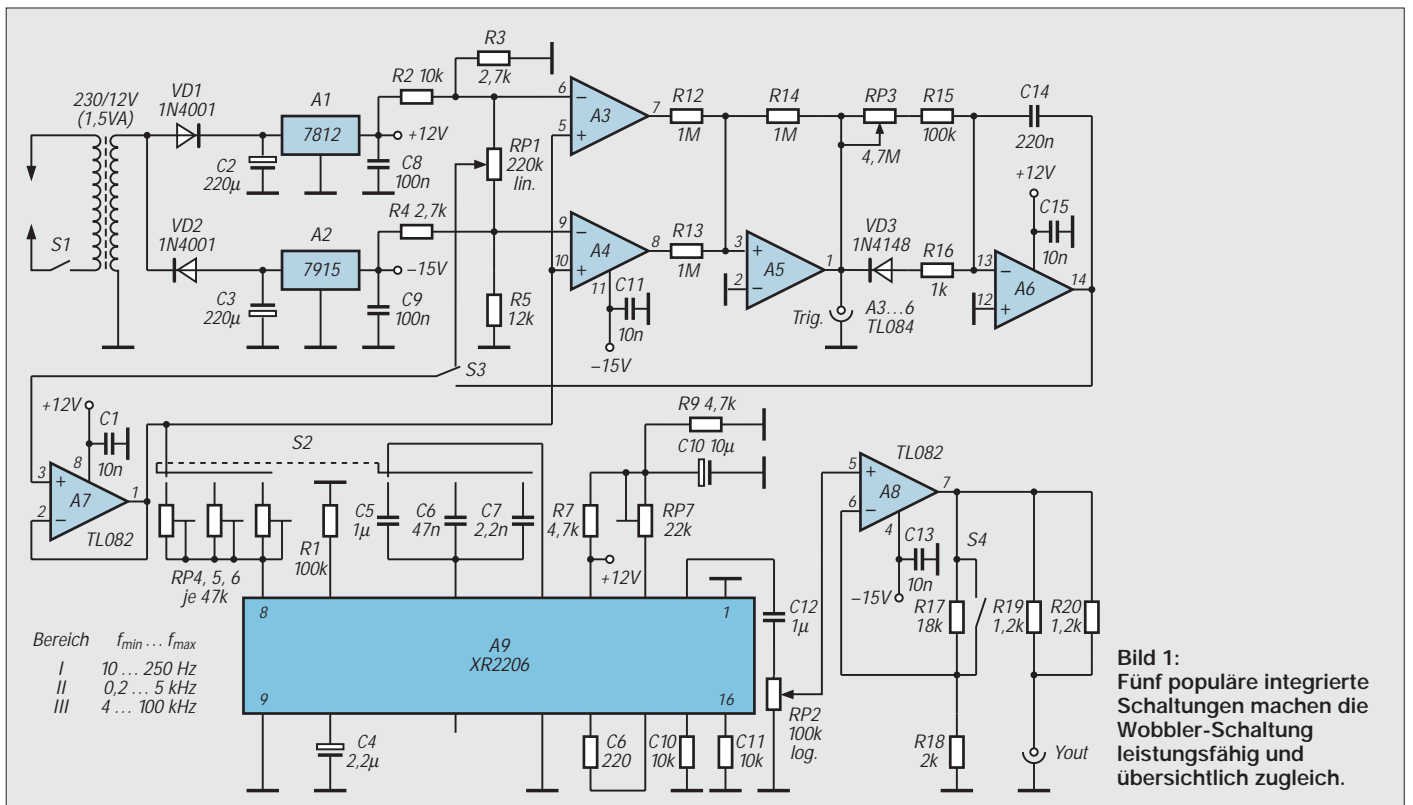 230/12V
(1,5VA)
S1
VD1
1N4001
C2
220µ
A1
7812
+12V
C8
100n
R2 10k
R3
2,7k
VD2
1N4001
C3
220µ
A2
7915
R4 2,7k
–15V
C9
100n
RP1
220k
lin.
R5
12k
6
–
5
+
A3
7
9
–
10
+
A4
8
11
C11
10n
–15V
R12
1M
R13
1M
R14
1M
3
+
2
–
A5
1
Trig.
RP3
4,7M
R15
100k
VD3
1N4148
R16
1k
A3...6
TL084
C14
220n
+12V
C15
10n
13
–
12
+
A6
14
S3
+12V
C1
10n
8
3
+
2
–
A7
1
TL082
S2
RP4, 5, 6
je 47k
R1
100k
C5
1µ
C6
47n
C7
2,2n
R7
4,7k
+12V
R9 4,7k
C10 10µ
RP7
22k
8
1
A9
XR2206
9
16
C12
1µ
RP2
100k
log.
TL082
5
+
6
–
A8
7
4
C13
10n
–15V
S4
R17
18k
R19
1,2k
R20
1,2k
R18
2k
Yout
Bereich fmin ... fmax
I 10 ... 250 Hz
II 0,2 ... 5 kHz
III 4 ... 100 kHz
C4
2,2µ
C6
220
C10
10k
C11
10k
Bild 1:
Fünf populäre integrierte
Schaltungen machen die
Wobbler-Schaltung
leistungsfähig und
übersichtlich zugleich.